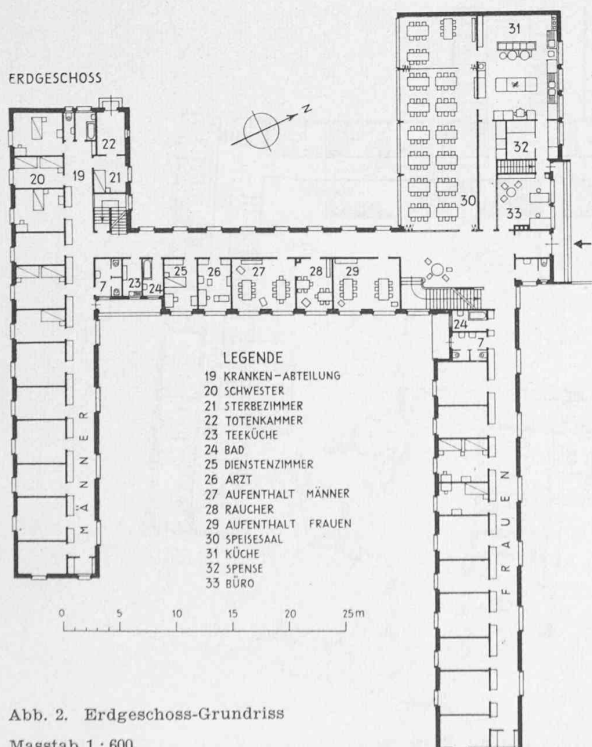 ERDGESCHOSS
31
N
22
32
20
19
21
30
33
7
23
24
25
26
27
28
29
24
7
LEGENDE
19 KRANKEN-ABTEILUNG
20 SCHWESTER
21 STERBEZIMMER
22 TOTENKAMMER
23 TEEKÜCHE
24 BAD
25 DIENSTENZIMMER
26 ARZT
27 AUFENTHALT MÄNNER
28 RAUCHER
29 AUFENTHALT FRAUEN
30 SPEISESAAL
31 KÜCHE
32 SPENSE
33 BÜRO
MÄNNER
FRAUEN
0 5 10 15 20 25m
Abb. 2. Erdgeschoss-Grundriss
Masstab 1 : 600